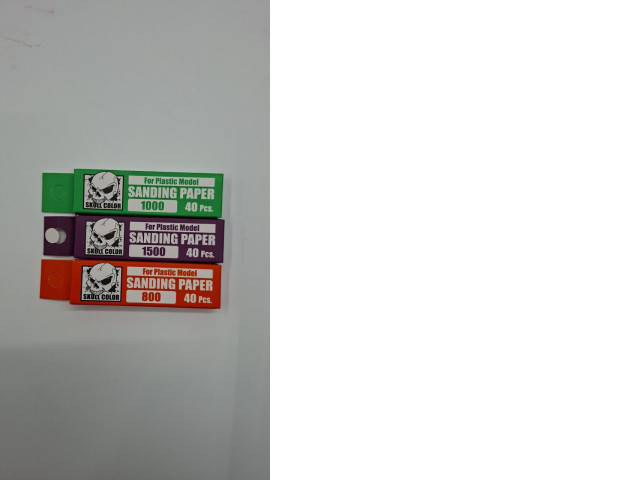 For Plastic Model
SANDING PAPER
SKULL COLOR
1000
40 Pcs.
For Plastic Model
SANDING PAPER
SKULL COLOR
1500
40 Pcs.
For Plastic Model
SANDING PAPER
SKULL COLOR
800
40 Pcs.